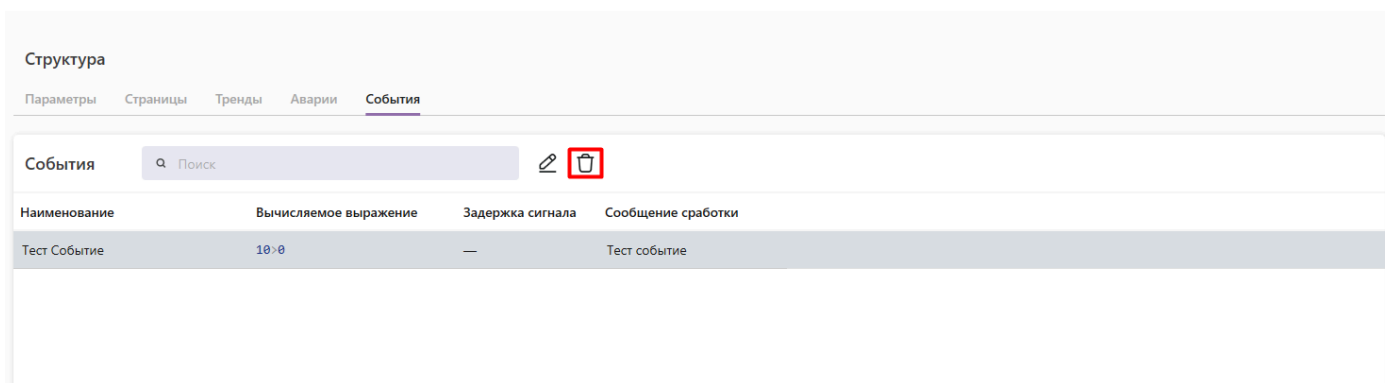 Структура
Параметры Страницы Тренды Аварии События
События Поиск
Наименование Вычисляемое выражение Задержка сигнала Сообщение сработки
Тест Событие 10>0 — Тест событие